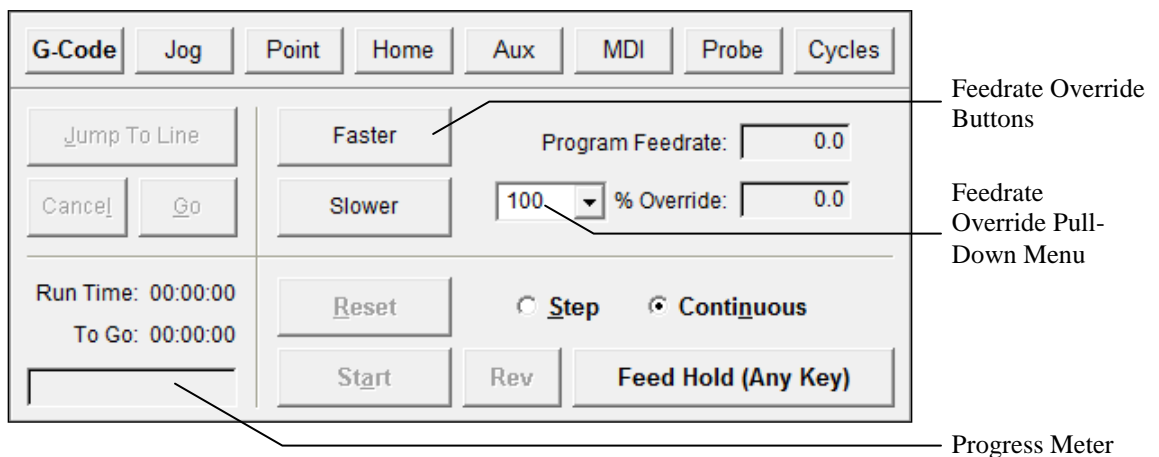 G-Code Jog Point Home Aux MDI Probe Cycles
Jump To Line
Faster
Program Feedrate: 0.0
Feedrate Override
Buttons
Cancel Go
Slower
100 % Override: 0.0
Feedrate
Override Pull-
Down Menu
Run Time: 00:00:00
To Go: 00:00:00
Reset
Step Continuous
Start Rev Feed Hold (Any Key)
Progress Meter